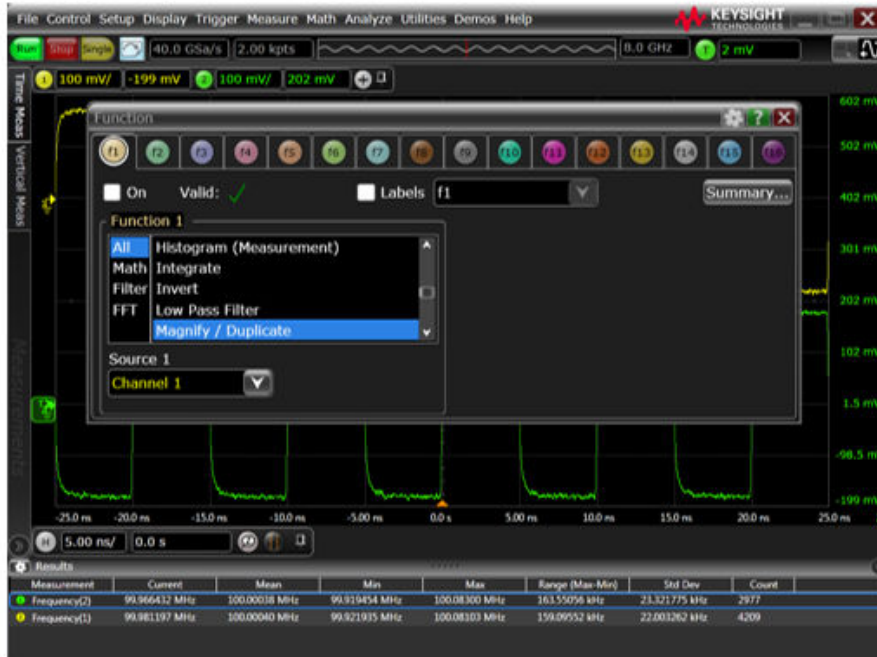 File Control Setup Display Trigger Measure Math Analyze Utilities Demos Help
KEYSIGHT
TECHNOLOGIES
Run Stop Single 40.0 GSa/s 2.00 kpts 8.0 GHz T 2 mV
1 100 mV/ -199 mV 2 100 mV/ 202 mV
Time Meas
Vertical Meas
Measurements
Function
f1 f2 f3 f4 f5 f6 f7 f8 f9 f10 f11 f12 f13 f14 f15 f16
On Valid: Labels f1 Summary...
Function 1
All Histogram (Measurement)
Math Integrate
Filter Invert
FFT Low Pass Filter
Magnify / Duplicate
Source 1
Channel 1
602 mV
502 mV
402 mV
301 mV
202 mV
102 mV
1.5 mV
-98.5 mV
-199 mV
-25.0 ns -20.0 ns -15.0 ns -10.0 ns -5.00 ns 0.0 s 5.00 ns 10.0 ns 15.0 ns 20.0 ns 25.0 ns
H 5.00 ns/ 0.0 s
Results
Measurement Current Mean Min Max Range (Max-Min) Std Dev Count
Frequency(2) 99.966432 MHz 100.00038 MHz 99.919454 MHz 100.08300 MHz 163.55056 kHz 23.321775 kHz 2977
Frequency(1) 99.981197 MHz 100.00040 MHz 99.921935 MHz 100.08103 MHz 159.09552 kHz 22.003262 kHz 4209